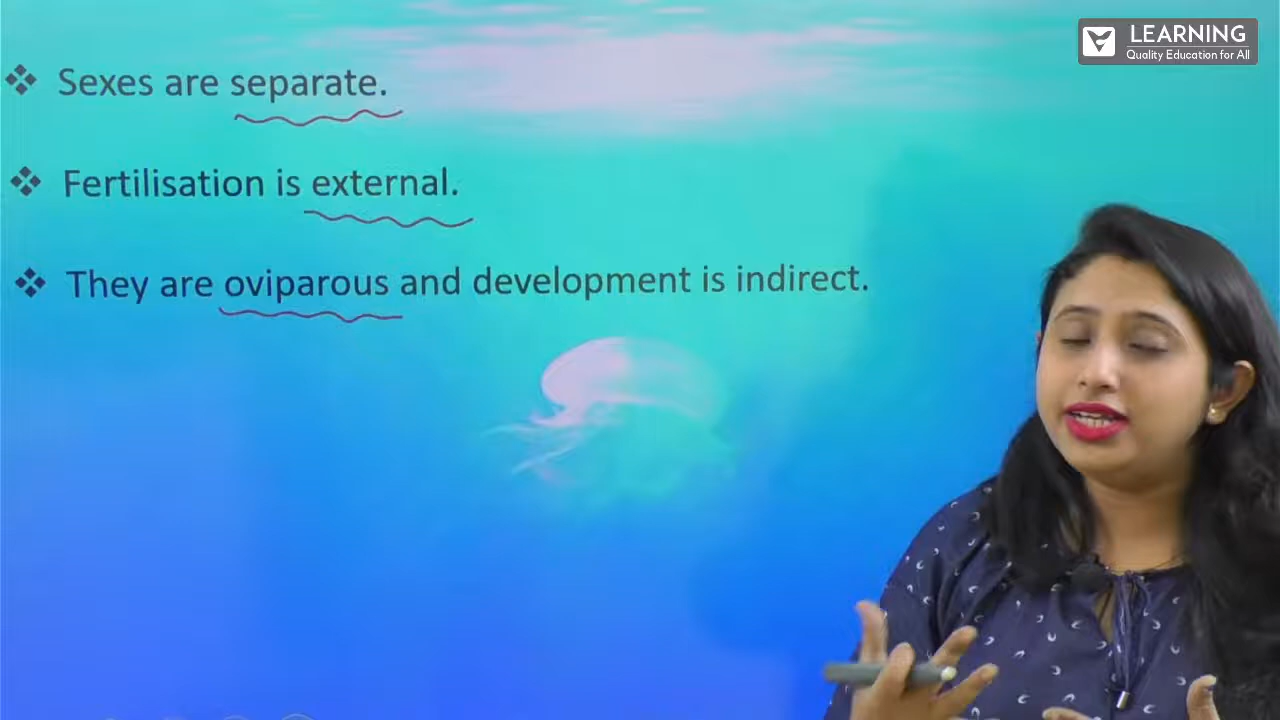 LEARNING
Quality Education for All
❖ Sexes are separate.
❖ Fertilisation is external.
❖ They are oviparous and development is indirect.